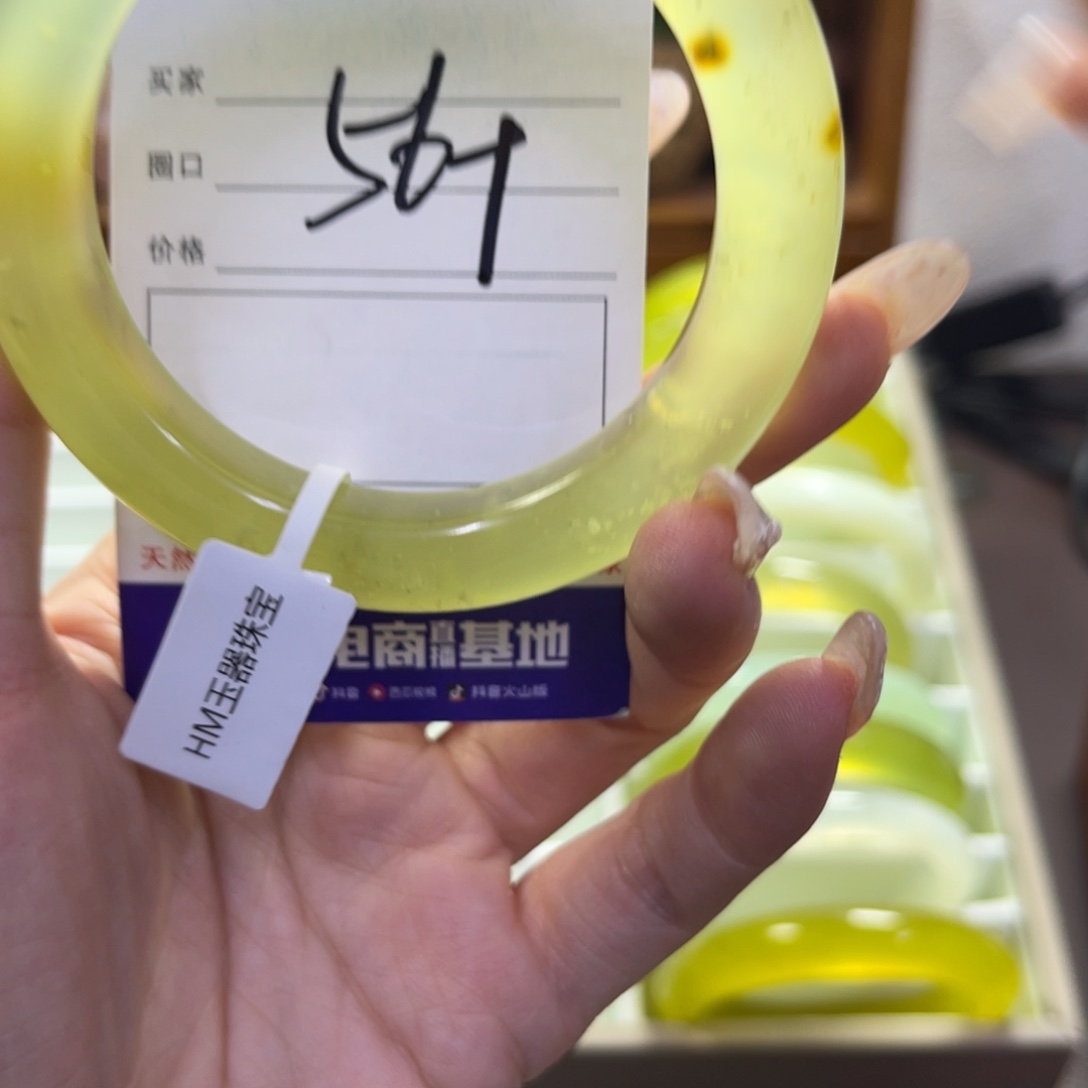 买家
圈口
价格
天然
电商直播基地
抖音 西瓜视频 抖音火山版
HM玉器珠宝